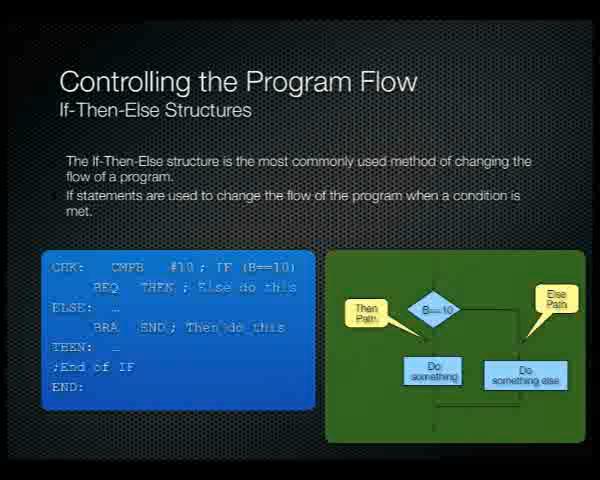 Controlling the Program Flow
If-Then-Else Structures
The If-Then-Else structure is the most commonly used method of changing the
flow of a program.
If statements are used to change the flow of the program when a condition is
met.
CHK: CMPB #10 ; IF (B==10)
BEQ THEN ; Else do this
ELSE: …
BRA END ; Then do this
THEN: …
;End of IF
END:
Then
Path
B==10
Else
Path
Do
something
Do
something else